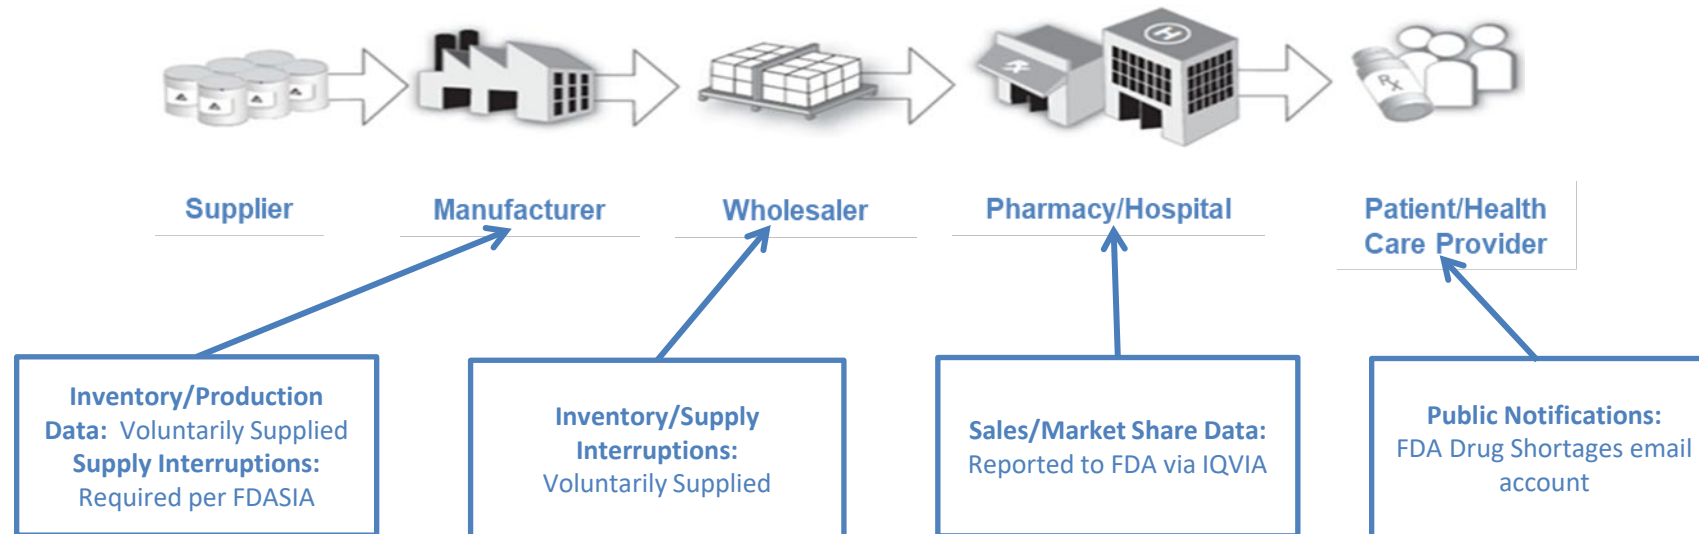 H
Rx
Rx
Supplier
Manufacturer
Wholesaler
Pharmacy/Hospital
Patient/Health
Care Provider
Inventory/Production
Data: Voluntarily Supplied
Supply Interruptions:
Required per FDASIA
Inventory/Supply
Interruptions:
Voluntarily Supplied
Sales/Market Share Data:
Reported to FDA via IQVIA
Public Notifications:
FDA Drug Shortages email
account